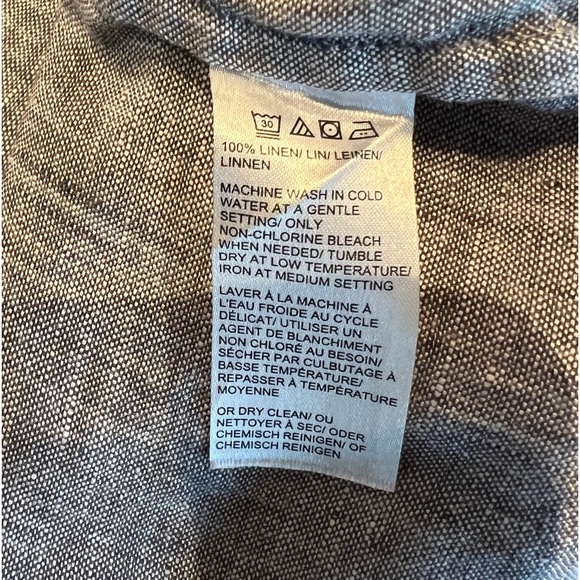 30
100% LINEN/ LIN/ LEINEN/
LINNEN
MACHINE WASH IN COLD
WATER AT A GENTLE
SETTING/ ONLY
NON-CHLORINE BLEACH
WHEN NEEDED/ TUMBLE
DRY AT LOW TEMPERATURE/
IRON AT MEDIUM SETTING
LAVER À LA MACHINE À
L'EAU FROIDE AU CYCLE
DÉLICAT/ UTILISER UN
AGENT DE BLANCHIMENT
NON CHLORÉ AU BESOIN/
SÉCHER PAR CULBUTAGE À
BASSE TEMPÉRATURE/
REPASSER À TEMPÉRATURE
MOYENNE
OR DRY CLEAN/ OU
NETTOYER À SEC/ ODER
CHEMISCH REINIGEN/ OF
CHEMISCH REINIGEN